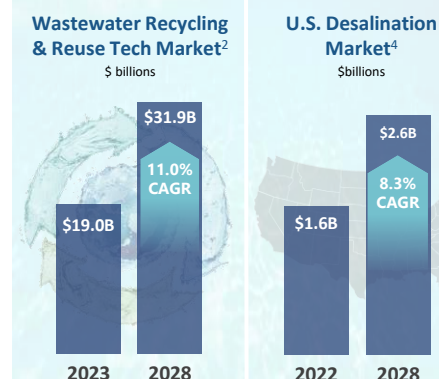 Wastewater Recycling
& Reuse Tech Market2
$ billions
$31.9B
11.0%
CAGR
$19.0B
2023 2028
U.S. Desalination
Market4
$billions
$2.6B
8.3%
CAGR
$1.6B
2022 2028